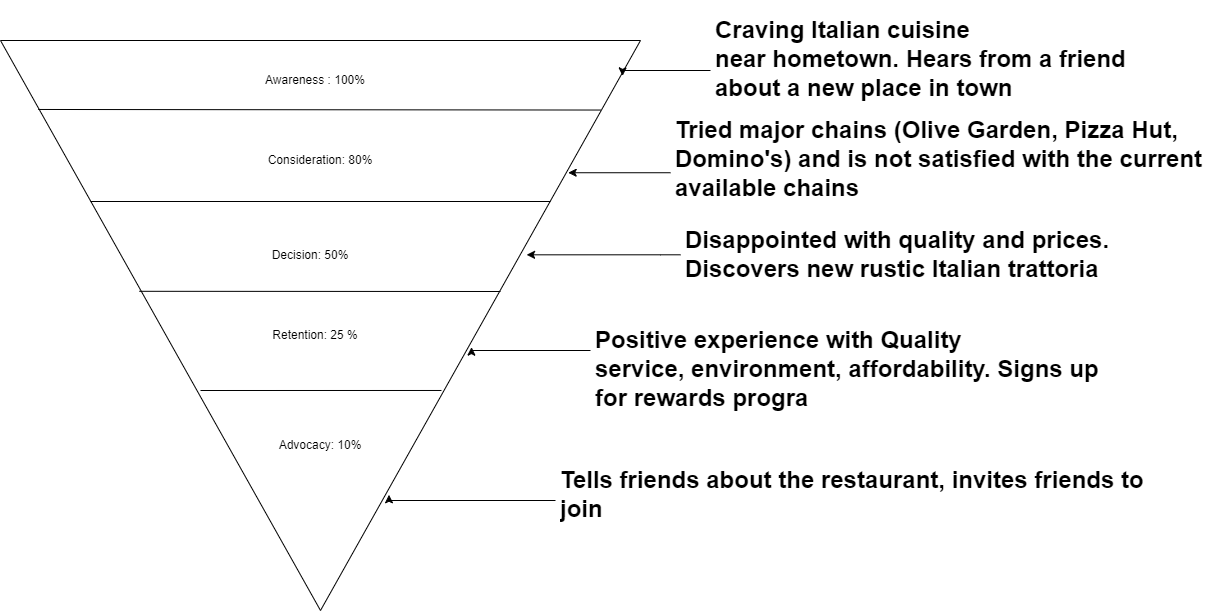 Craving Italian cuisine
near hometown. Hears from a friend
about a new place in town
Awareness : 100%
Tried major chains (Olive Garden, Pizza Hut,
Domino's) and is not satisfied with the current
available chains
Consideration: 80%
Disappointed with quality and prices.
Discovers new rustic Italian trattoria
Decision: 50%
Positive experience with Quality
service, environment, affordability. Signs up
for rewards progra
Retention: 25 %
Advocacy: 10%
Tells friends about the restaurant, invites friends to
join